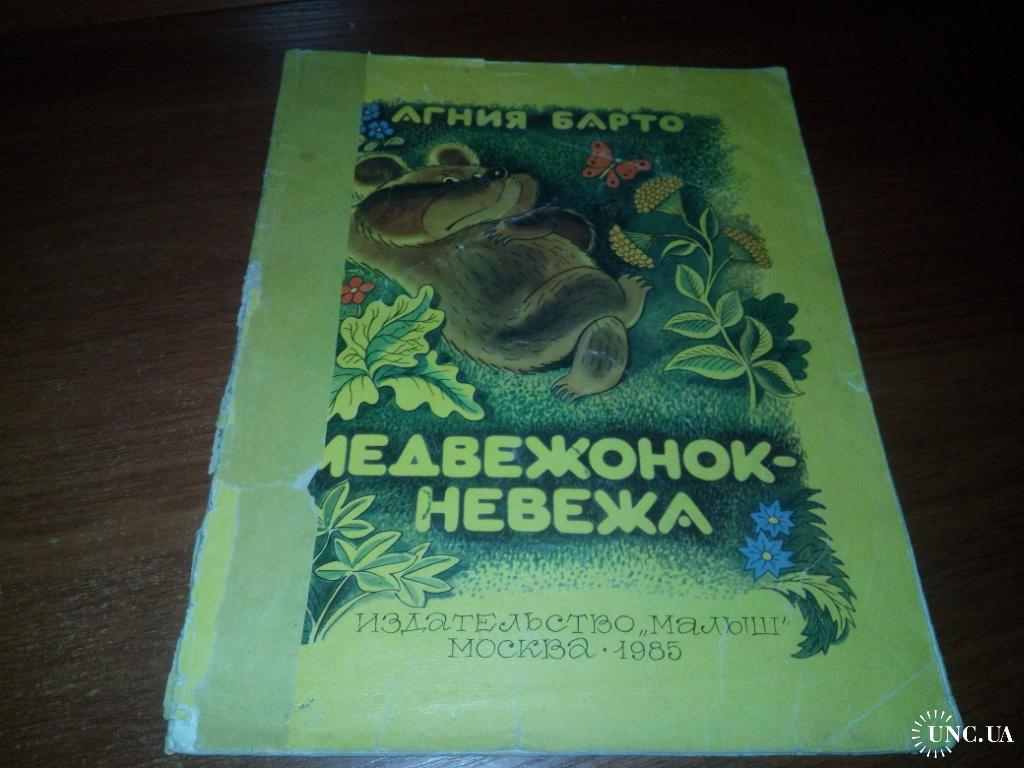 АГНИЯ БАРТО
МЕДВЕЖОНОК-
НЕВЕЖА
ИЗДАТЕЛЬСТВО „МАЛЫШ"
МОСКВА · 1985
UNC.UA